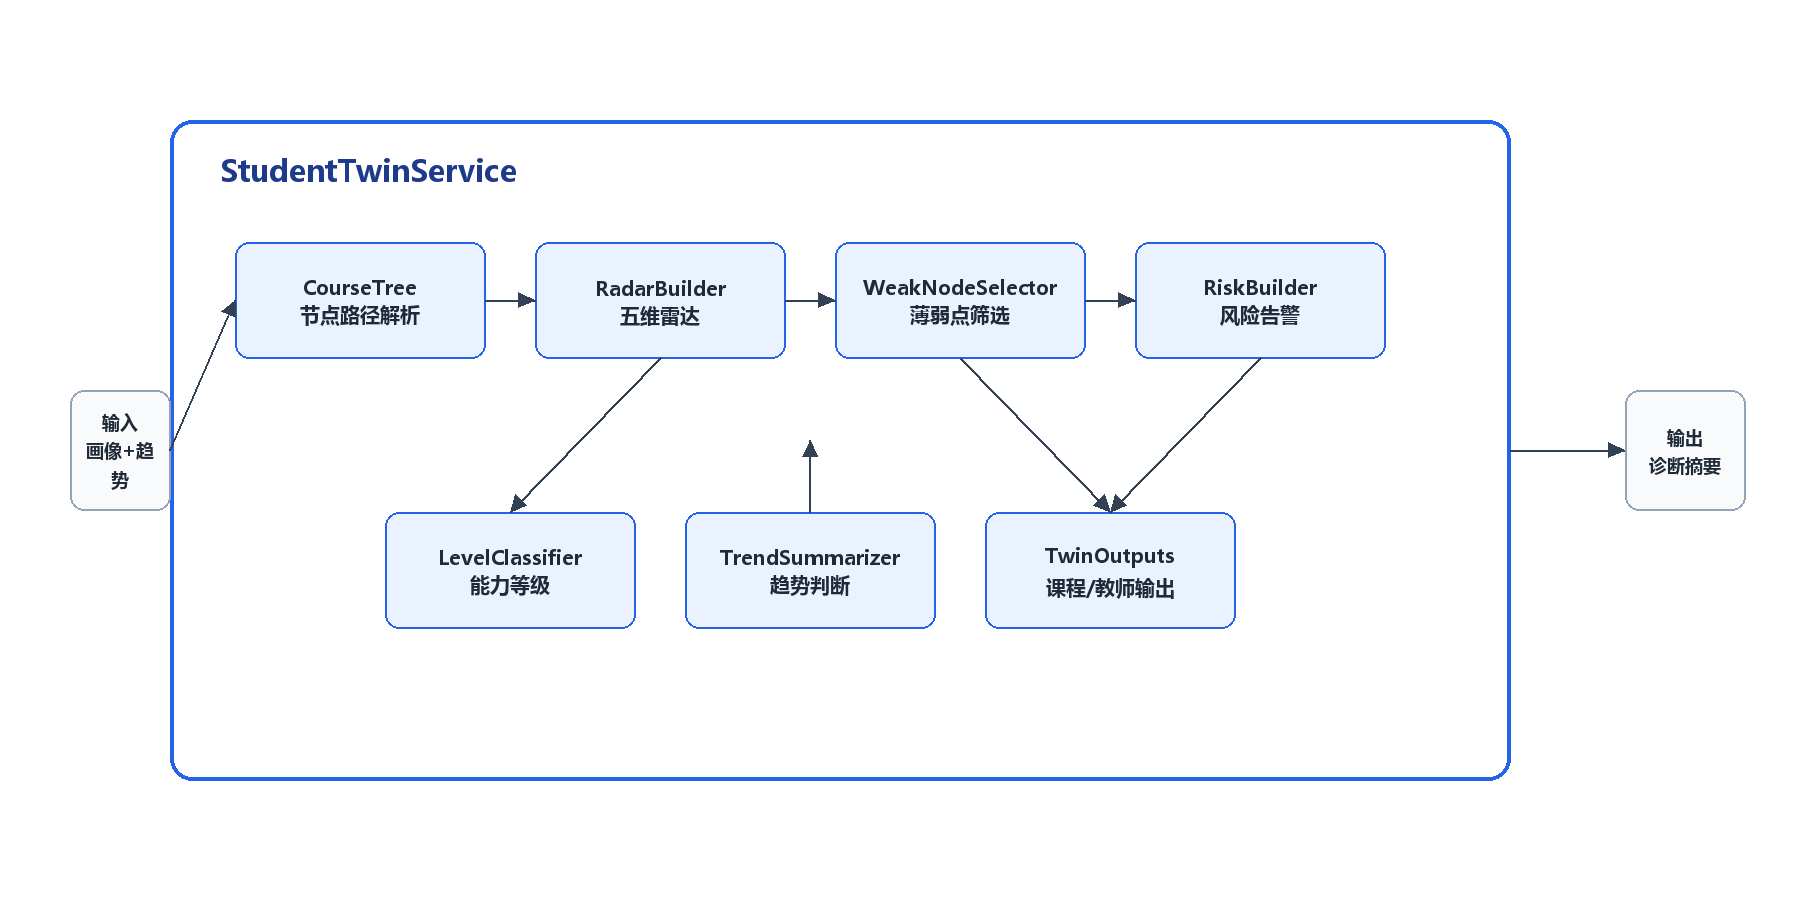 StudentTwinService
CourseTree
节点路径解析
RadarBuilder
五维雷达
WeakNodeSelector
薄弱点筛选
RiskBuilder
风险告警
输入
画像+趋
势
输出
诊断摘要
LevelClassifier
能力等级
TrendSummarizer
趋势判断
TwinOutputs
课程/教师输出